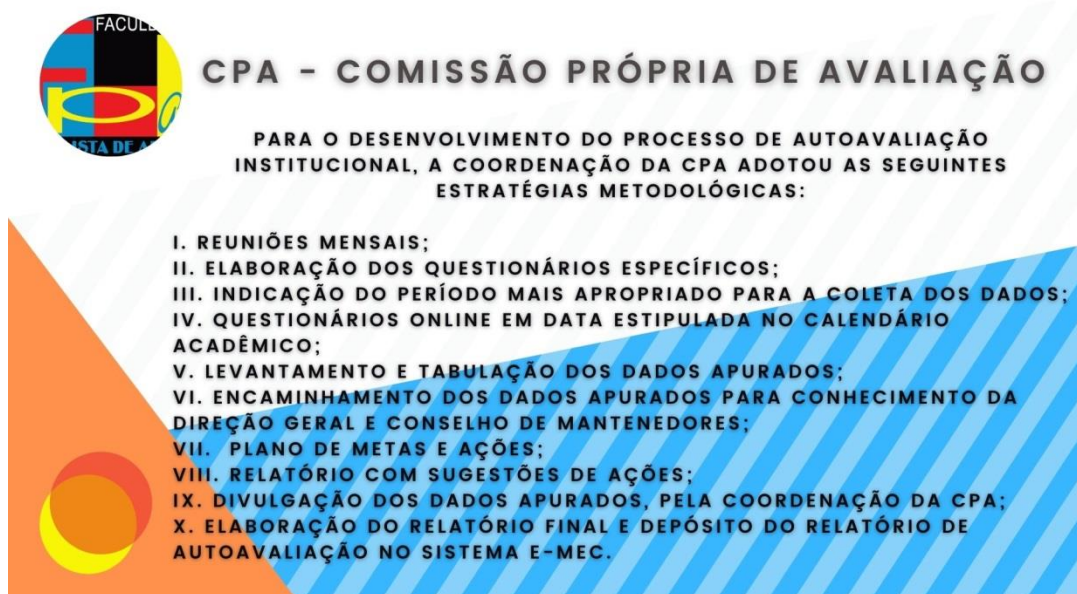 FACUL
CPA - COMISSÃO PRÓPRIA DE AVALIAÇÃO
PARA O DESENVOLVIMENTO DO PROCESSO DE AUTOAVALIAÇÃO
INSTITUCIONAL, A COORDENAÇÃO DA CPA ADOTOU AS SEGUINTES
ESTRATÉGIAS METODOLÓGICAS:
ISTA DE A
I. REUNIÕES MENSAIS;
II. ELABORAÇÃO DOS QUESTIONÁRIOS ESPECÍFICOS;
III. INDICAÇÃO DO PERÍODO MAIS APROPRIADO PARA A COLETA DOS DADOS;
IV. QUESTIONÁRIOS ONLINE EM DATA ESTIPULADA NO CALENDÁRIO
ACADÊMICO;
V. LEVANTAMENTO E TABULAÇÃO DOS DADOS APURADOS;
VI. ENCAMINHAMENTO DOS DADOS APURADOS PARA CONHECIMENTO DA
DIREÇÃO GERAL E CONSELHO DE MANTENEDORES;
VII. PLANO DE METAS E AÇÕES;
VIII. RELATÓRIO COM SUGESTÕES DE AÇÕES;
IX. DIVULGAÇÃO DOS DADOS APURADOS, PELA COORDENAÇÃO DA CPA;
X. ELABORAÇÃO DO RELATÓRIO FINAL E DEPÓSITO DO RELATÓRIO DE
AUTOAVALIAÇÃO NO SISTEMA E-MEC.